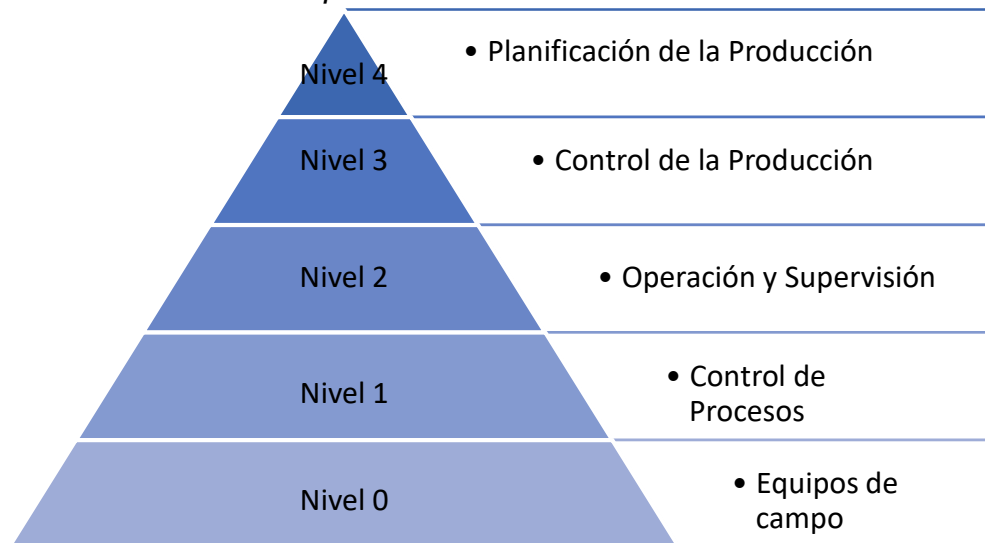 Nivel 4
• Planificación de la Producción
Nivel 3
• Control de la Producción
Nivel 2
• Operación y Supervisión
Nivel 1
• Control de
Procesos
Nivel 0
• Equipos de
campo